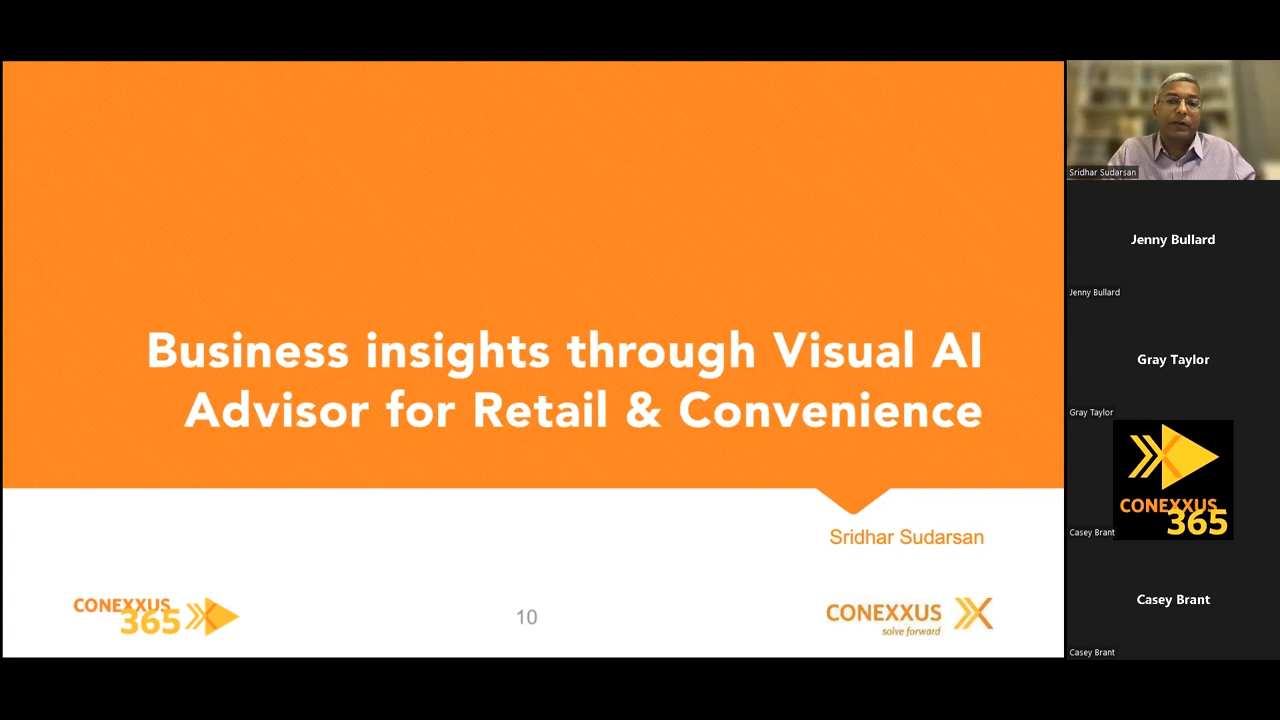 Business insights through Visual AI
Advisor for Retail & Convenience
Sridhar Sudarsan
CONEXXUS
365
10
CONEXXUS
solve forward
Sridhar Sudarsan
Jenny Bullard
Jenny Bullard
Gray Taylor
Gray Taylor
CONEXXUS
365
Casey Brant
Casey Brant
Casey Brant